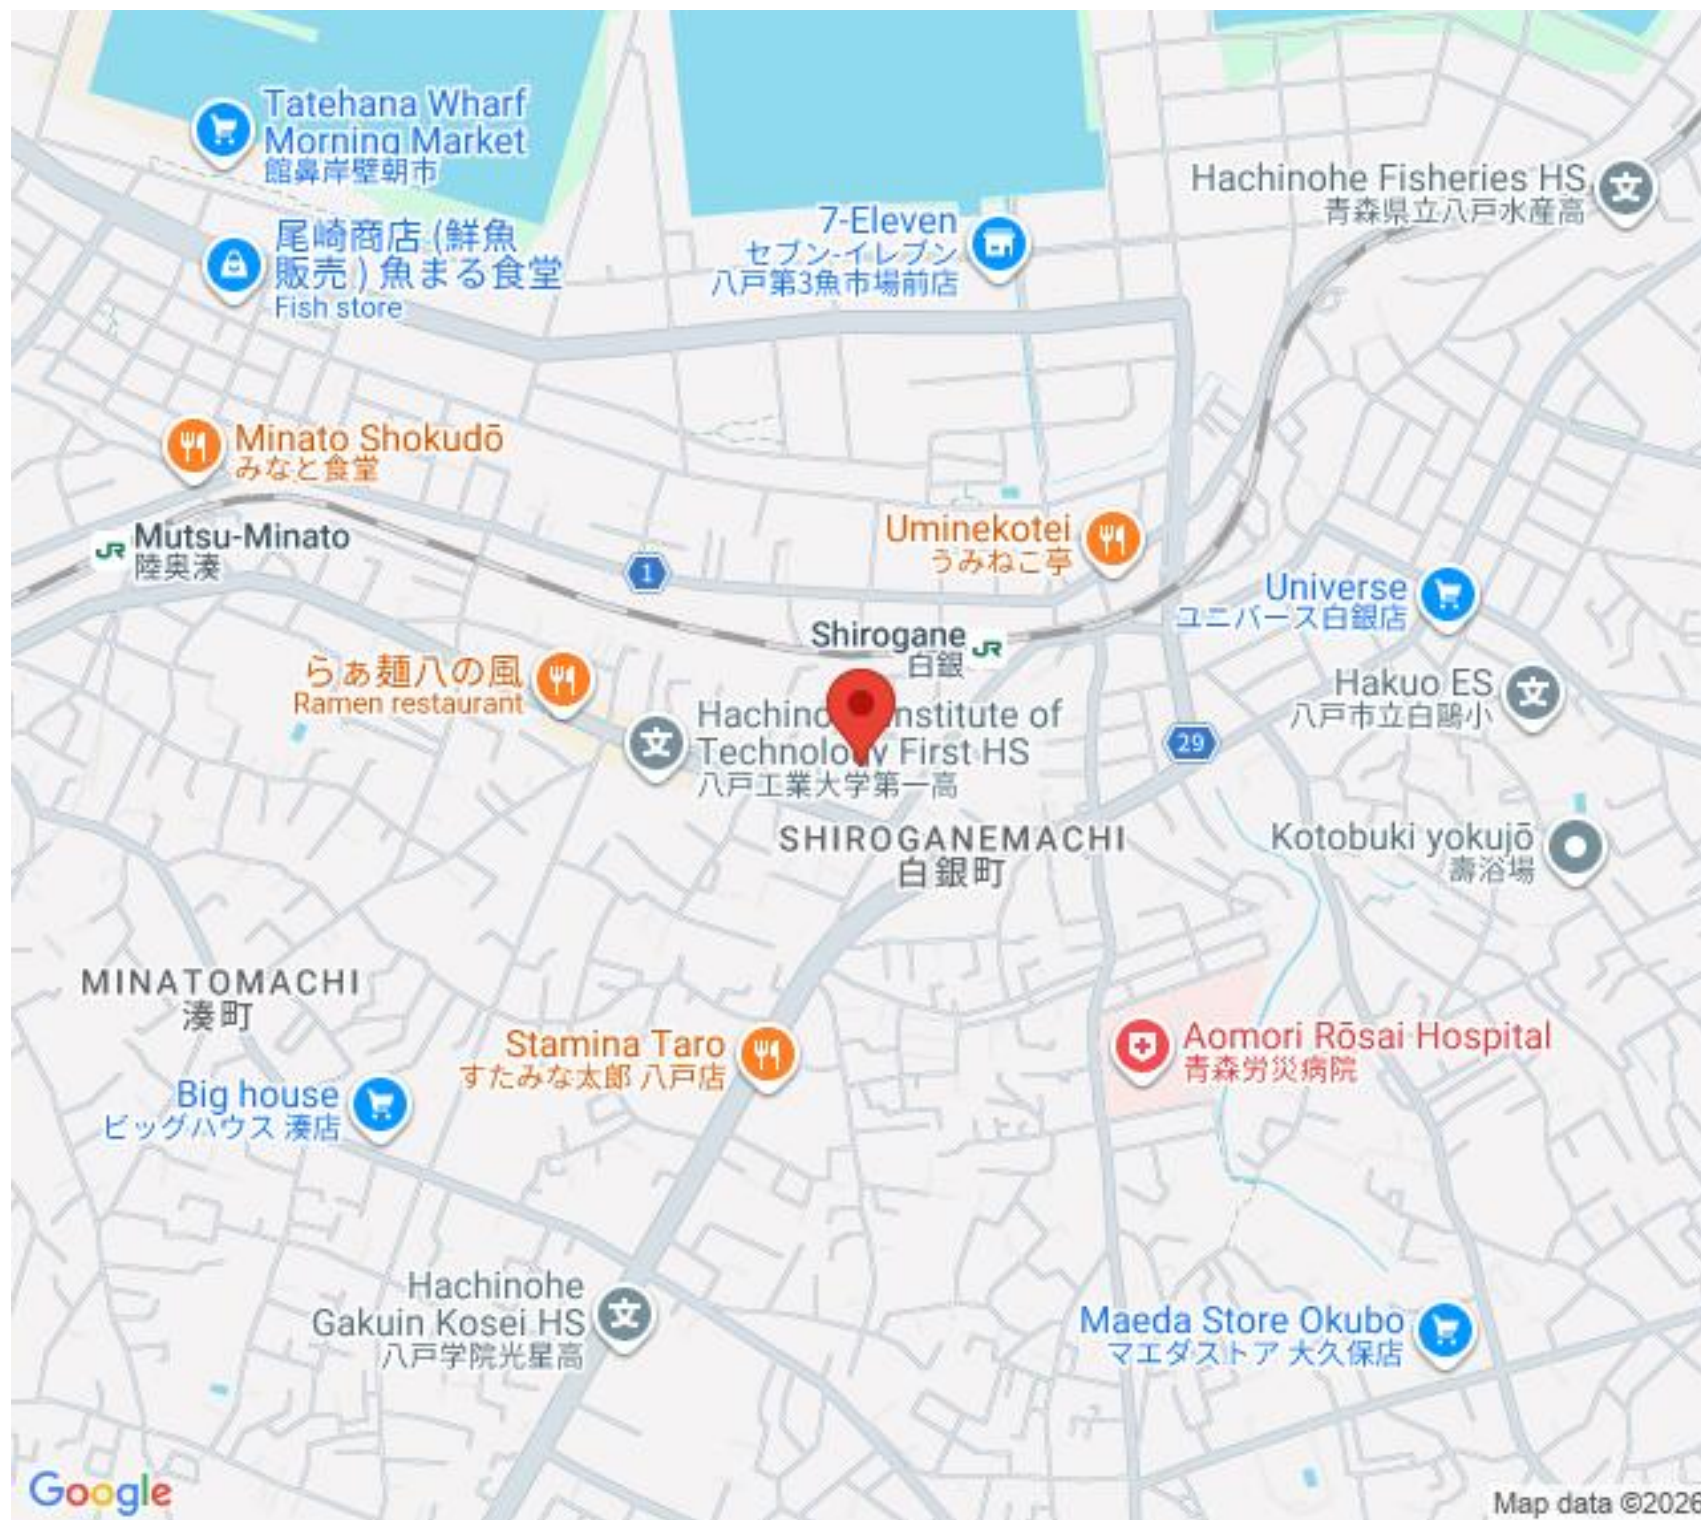 Tatehana Wharf
Morning Market
館鼻岸壁朝市
Hachinohe Fisheries HS
青森県立八戸水産高
7-Eleven
セブン-イレブン
八戸第3魚市場前店
尾崎商店 (鮮魚
販売 ) 魚まる食堂
Fish store
Minato Shokudō
みなと食堂
Mutsu-Minato
陸奥湊
1
Uminekotei
うみねこ亭
Universe
ユニバース白銀店
Shirogane
白銀
らぁ麺八の風
Ramen restaurant
Hachino nstitute of
Technology First HS
八戸工業大学第一高
Hakuo ES
八戸市立白鷗小
29
SHIROGANEMACHI
白銀町
Kotobuki yokujō
壽浴場
MINATOMACHI
湊町
Stamina Taro
すたみな太郎 八戸店
Aomori Rōsai Hospital
青森労災病院
Big house
ビッグハウス 湊店
Hachinohe
Gakuin Kosei HS
八戸学院光星高
Maeda Store Okubo
マエダストア 大久保店
Google
Map data ©2026